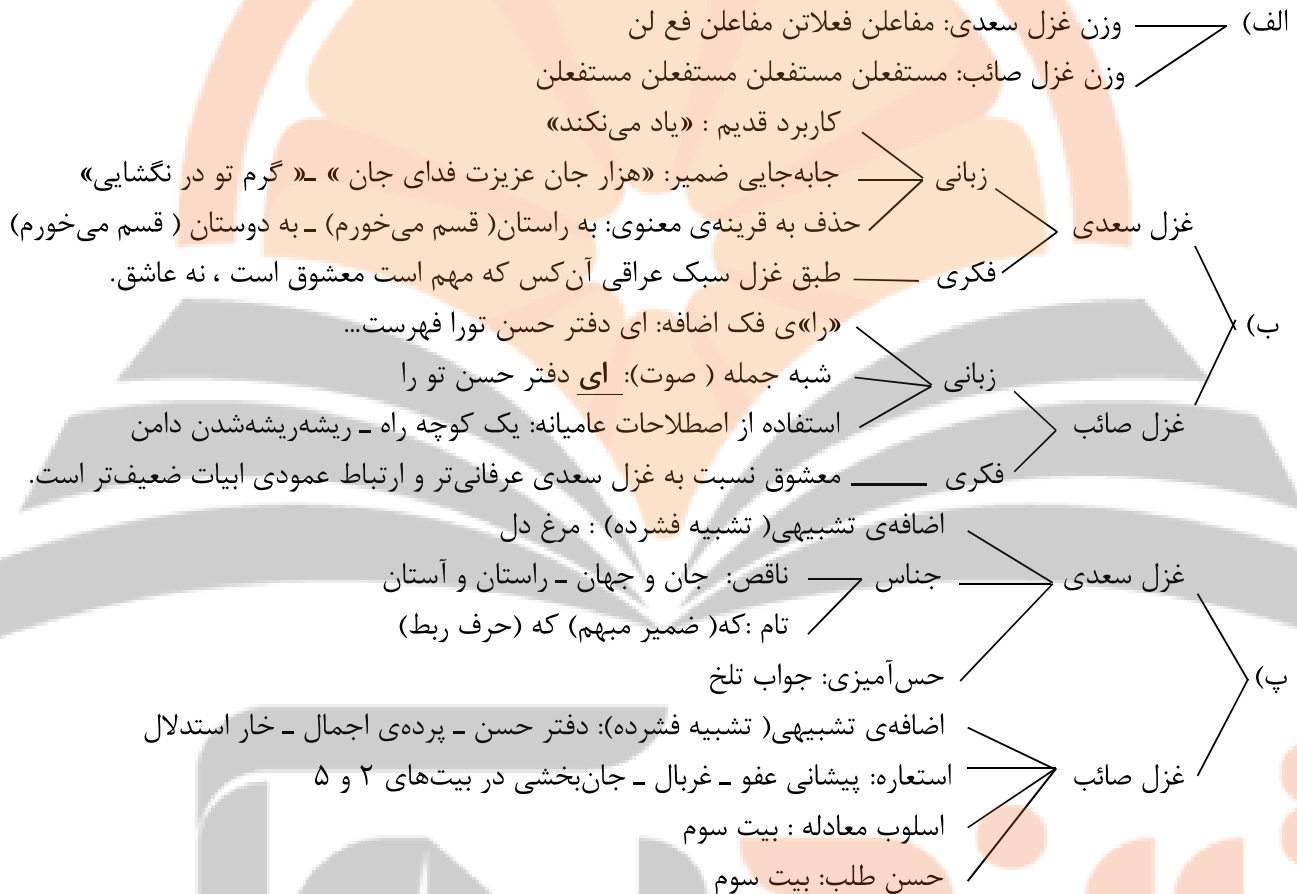 الف) وزن غزل سعدی: مفاعلن فعلاتن مفاعلن فع لن
وزن غزل صائب: مستفعلن مستفعلن مستفعلن مستفعلن
کاربرد قدیم : «یاد می‌نکند»
زبانی جابه‌جایی ضمیر: «هزار جان عزیزت فدای جان » ـ« گرم تو در نگشایی»
غزل سعدی حذف به قرینه‌ی معنوی: به راستان( قسم می‌خورم) ـ به دوستان ( قسم می‌خورم)
فکری طبق غزل سبک عراقی آن‌کس که مهم است معشوق است ، نه عاشق.
ب) «را»ی فک اضافه: ای دفتر حسن تورا فهرست...
زبانی شبه جمله ( صوت): ای دفتر حسن تو را
غزل صائب استفاده از اصطلاحات عامیانه: یک کوچه راه ـ ریشه‌ریشه‌شدن دامن
فکری معشوق نسبت به غزل سعدی عرفانی‌تر و ارتباط عمودی ابیات ضعیف‌تر است.
اضافه‌ی تشبیهی( تشبیه فشرده) : مرغ دل
غزل سعدی جناس ناقص: جان و جهان ـ راستان و آستان
تام :که( ضمیر مبهم) که (حرف ربط)
پ) حس‌آمیزی: جواب تلخ
اضافه‌ی تشبیهی( تشبیه فشرده): دفتر حسن ـ پرده‌ی اجمال ـ خار استدلال
غزل صائب استعاره: پیشانی عفو ـ غربال ـ جان‌بخشی در بیت‌های ۲ و ۵
اسلوب معادله : بیت سوم
حسن طلب: بیت سوم